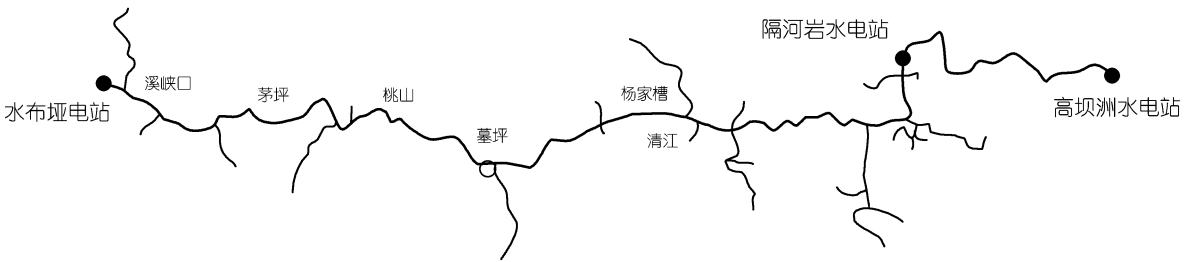 隔河岩水电站
溪峡口
茅坪
桃山
杨家槽
水布垭电站
高坝洲水电站
墓坪
清江